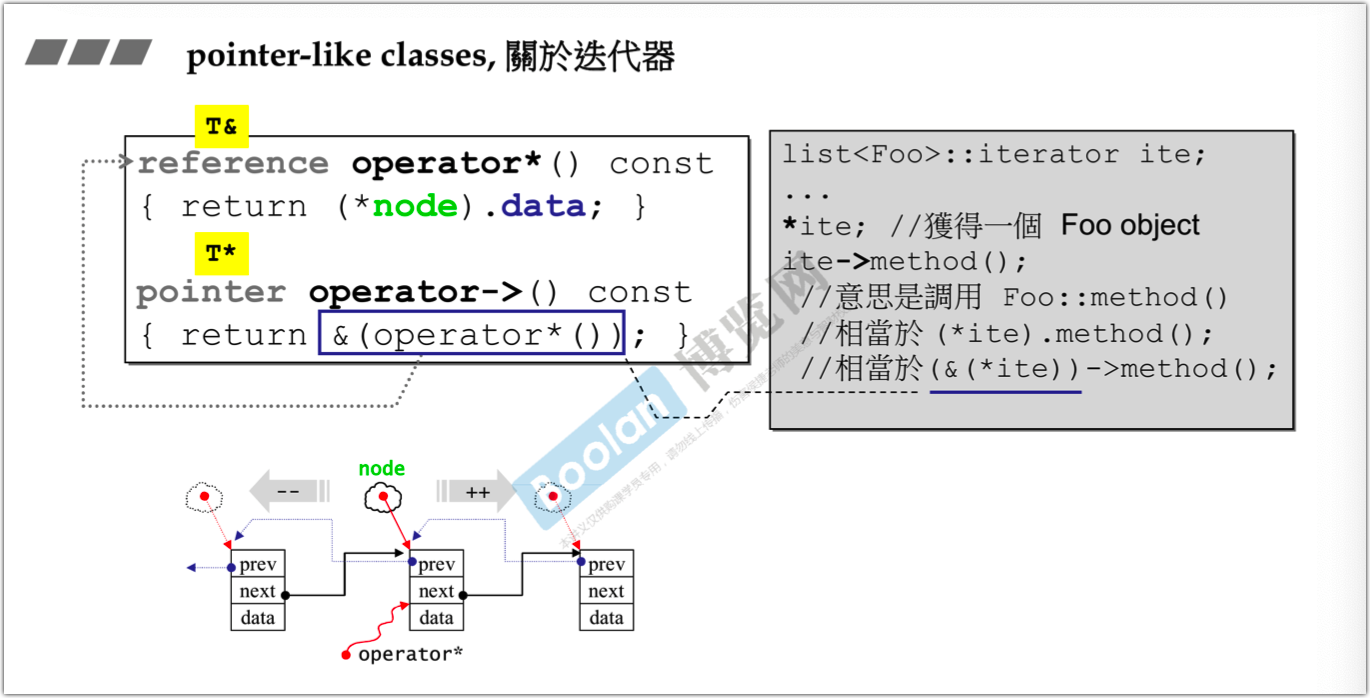 pointer-like classes, 關於迭代器
T&
reference operator*() const
{ return (*node).data; }
T*
pointer operator->() const
{ return &(operator*()); }
list<Foo>::iterator ite;
...
*ite; //獲得一個 Foo object
ite->method();
//意思是調用 Foo::method()
//相當於 (*ite).method();
//相當於(&(*ite))->method();
Boolan 博览网
node
--
++
prev
next
data
prev
next
data
prev
next
data
operator*